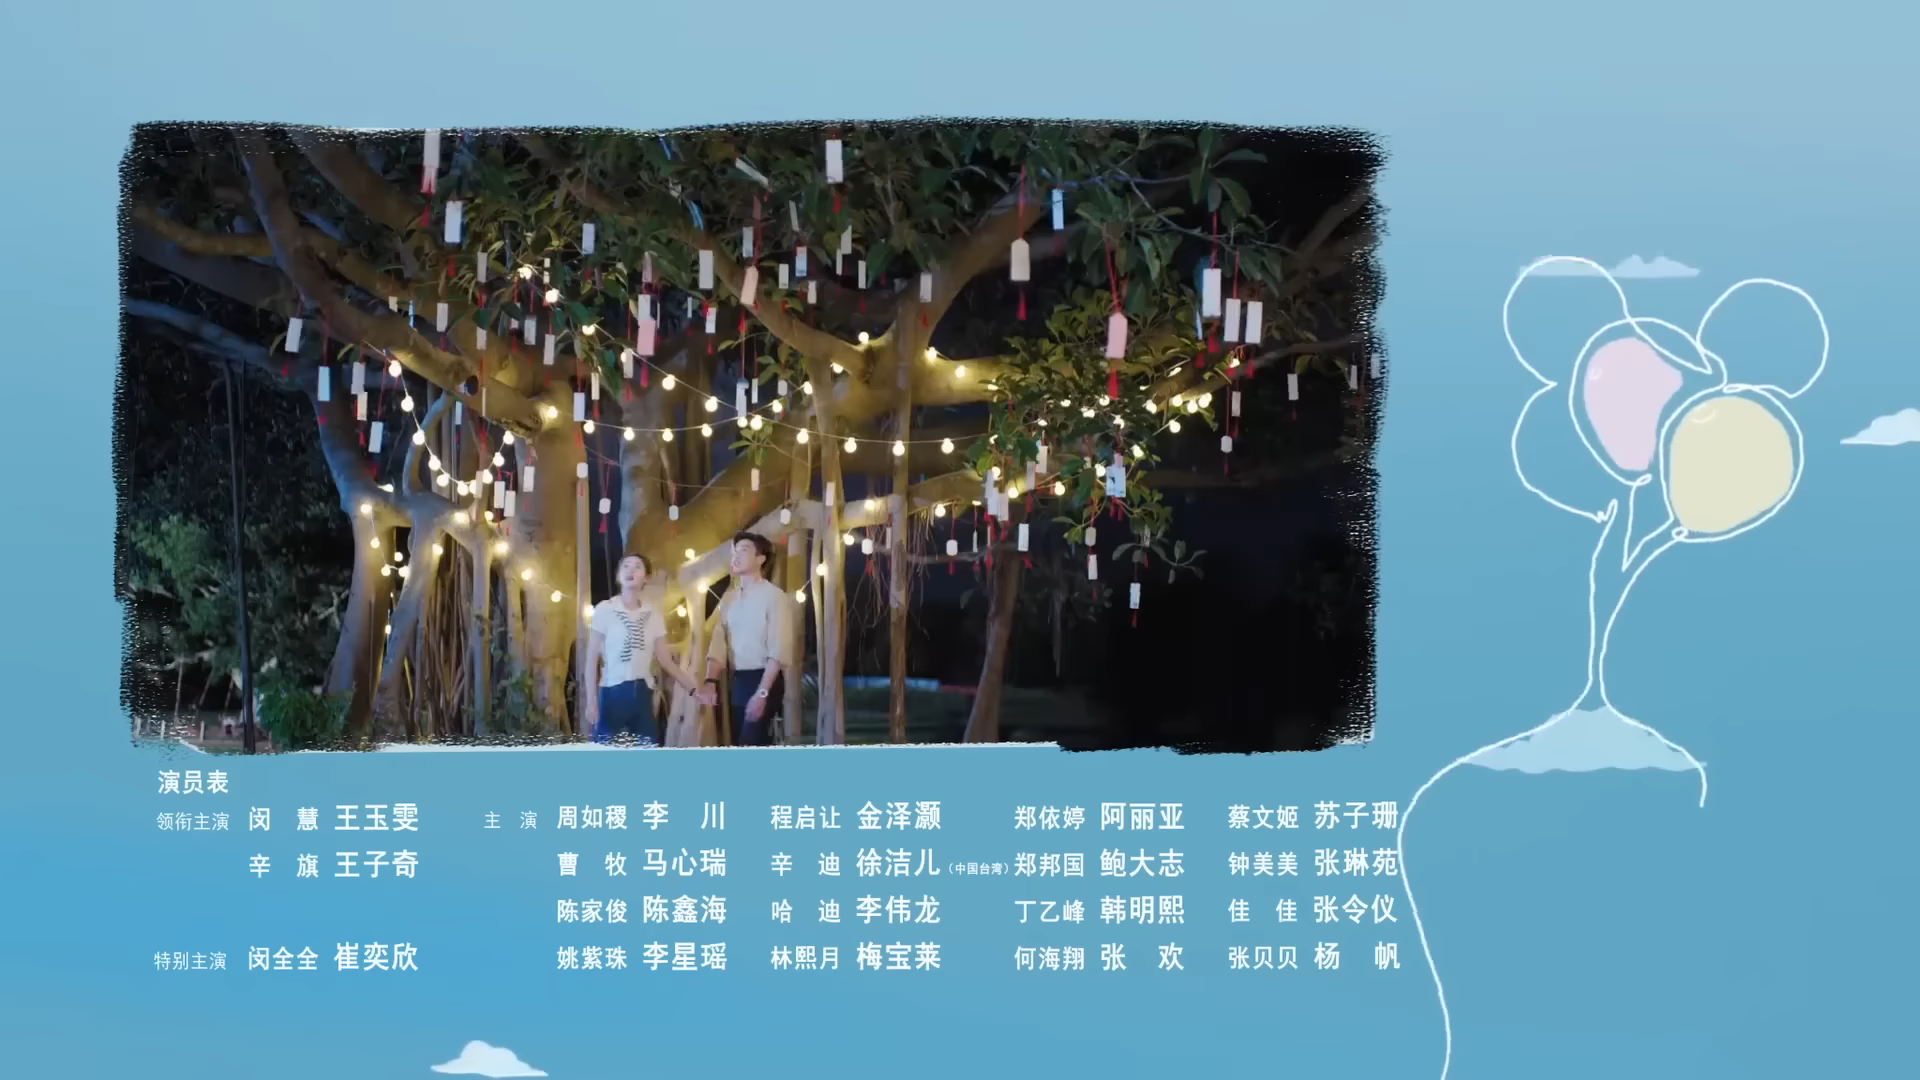 演员表
领衔主演 闵 慧 王玉雯 主 演 周如稷 李 川 程启让 金泽灏 郑依婷 阿丽亚 蔡文姬 苏子珊
辛 旗 王子奇 曹 牧 马心瑞 辛 迪 徐洁儿（中国台湾） 郑邦国 鲍大志 钟美美 张琳苑
陈家俊 陈鑫海 哈 迪 李伟龙 丁乙峰 韩明熙 佳 佳 张令仪
特别主演 闵全全 崔奕欣 姚紫珠 李星瑶 林熙月 梅宝莱 何海翔 张 欢 张贝贝 杨 帆